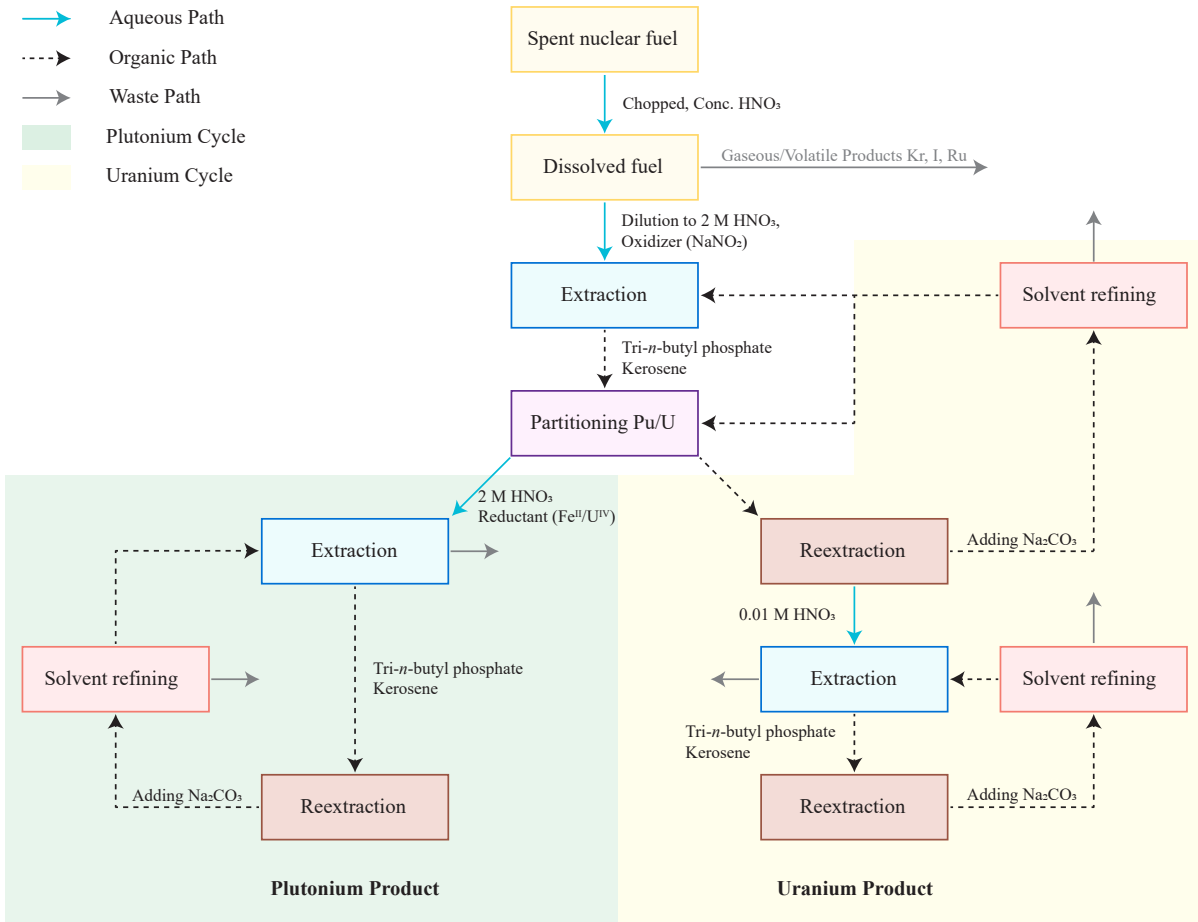 Aqueous Path
Organic Path
Waste Path
Plutonium Cycle
Uranium Cycle
Spent nuclear fuel
Chopped, Conc. HNO₃
Dissolved fuel
Gaseous/Volatile Products Kr, I, Ru
Dilution to 2 M HNO₃,
Oxidizer (NaNO₂)
Extraction
Solvent refining
Tri-n-butyl phosphate
Kerosene
Partitioning Pu/U
2 M HNO₃
Reductant (Feᴵᴵ/Uᴵⱽ)
Extraction
Reextraction
Adding Na₂CO₃
0.01 M HNO₃
Solvent refining
Tri-n-butyl phosphate
Kerosene
Extraction
Solvent refining
Tri-n-butyl phosphate
Kerosene
Adding Na₂CO₃
Reextraction
Reextraction
Adding Na₂CO₃
Plutonium Product
Uranium Product